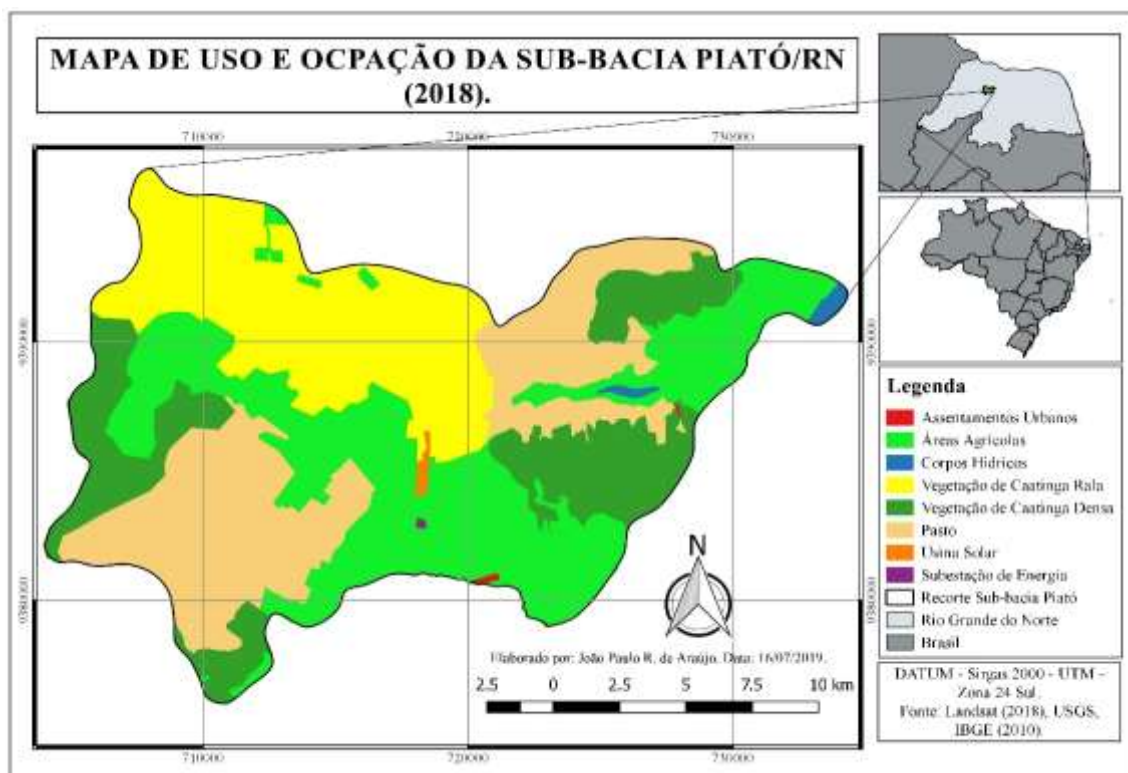 MAPA DE USO E OCPAÇÃO DA SUB-BACIA PIATÓ/RN
(2018).
710000
720000
730000
9390000
9390000
9380000
9380000
N
Elaborado por: João Paulo R. de Araújo. Data: 16/07/2019.
2.5 0 2.5 5 7.5 10 km
710000
720000
730000
Legenda
Assentamentos Urbanos
Áreas Agrícolas
Corpos Hídricos
Vegetação de Caatinga Rala
Vegetação de Caatinga Densa
Pasto
Usina Solar
Subestação de Energia
Recorte Sub-bacia Piató
Rio Grande do Norte
Brasil
DATUM - Sirgas 2000 - UTM -
Zona 24 Sul.
Fonte: Landsat (2018), USGS,
IBGE (2010).